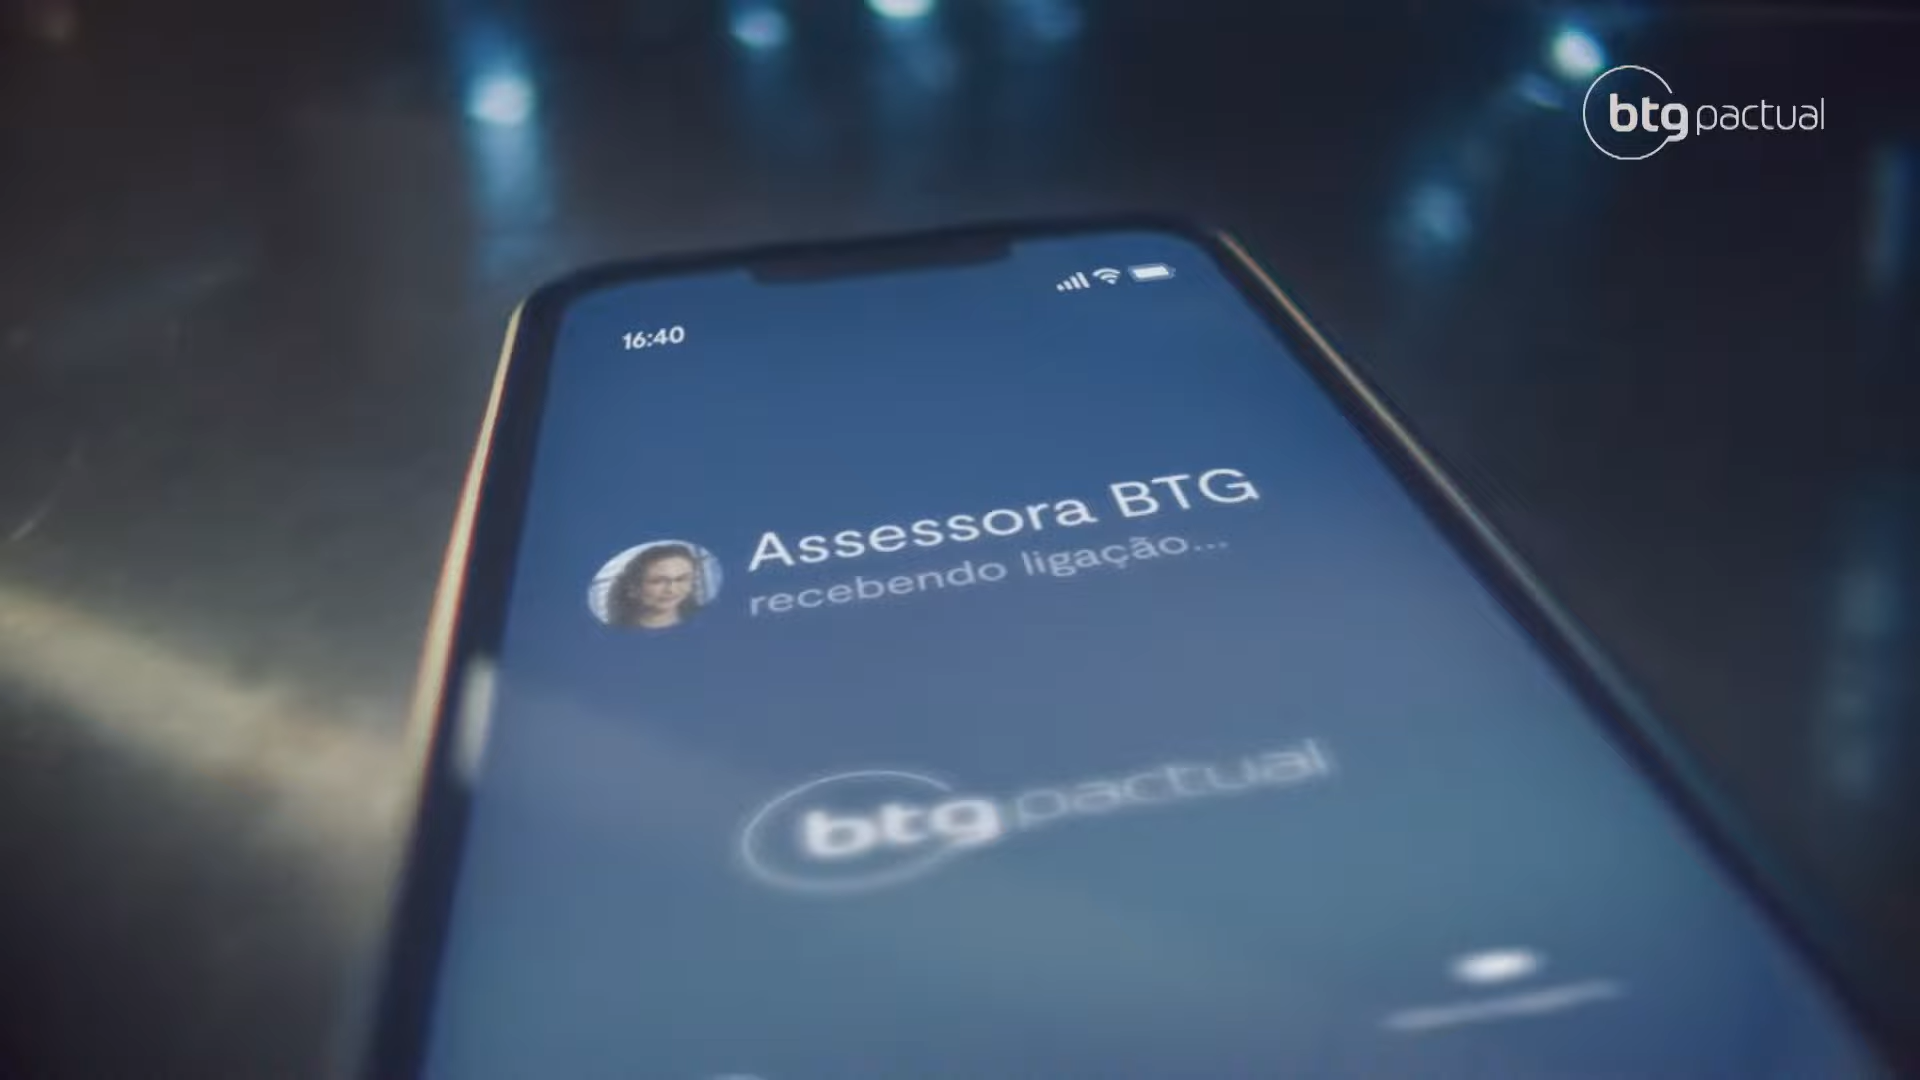 btg pactual
16:40
Assessora BTG
recebendo ligação...
btg pactual